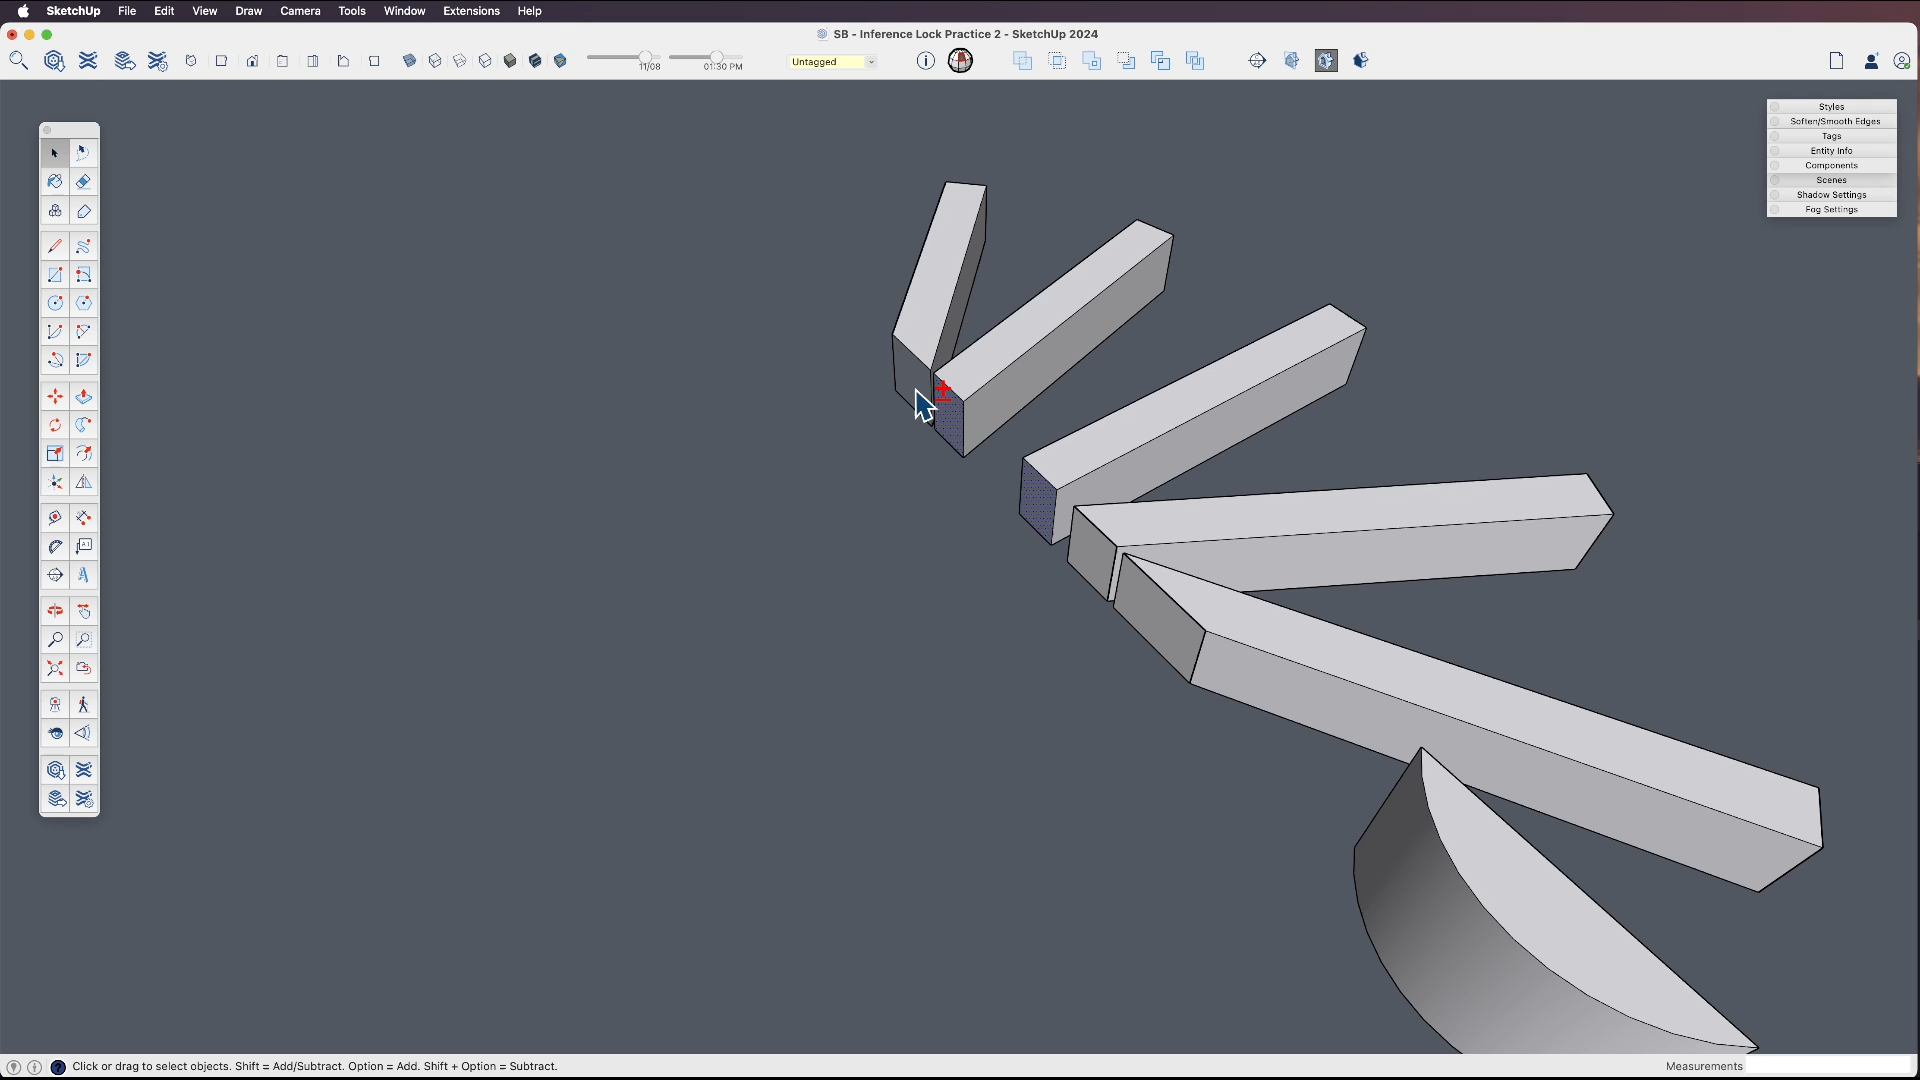 SketchUp File Edit View Draw Camera Tools Window Extensions Help
SB - Inference Lock Practice 2 - SketchUp 2024
11/08
01:30 PM
Untagged
Styles
Soften/Smooth Edges
Tags
Entity Info
Components
Scenes
Shadow Settings
Fog Settings
Click or drag to select objects. Shift = Add/Subtract. Option = Add. Shift + Option = Subtract.
Measurements